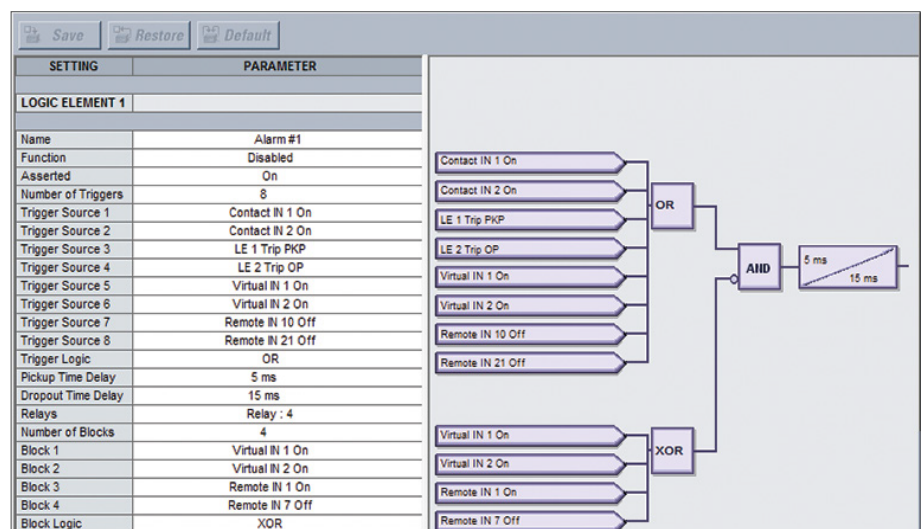 Save Restore Default
SETTING PARAMETER
LOGIC ELEMENT 1
Name Alarm #1
Function Disabled
Asserted On
Number of Triggers 8
Trigger Source 1 Contact IN 1 On
Trigger Source 2 Contact IN 2 On
Trigger Source 3 LE 1 Trip PKP
Trigger Source 4 LE 2 Trip OP
Trigger Source 5 Virtual IN 1 On
Trigger Source 6 Virtual IN 2 On
Trigger Source 7 Remote IN 10 Off
Trigger Source 8 Remote IN 21 Off
Trigger Logic OR
Pickup Time Delay 5 ms
Dropout Time Delay 15 ms
Relays Relay : 4
Number of Blocks 4
Block 1 Virtual IN 1 On
Block 2 Virtual IN 2 On
Block 3 Remote IN 1 On
Block 4 Remote IN 7 Off
Block Logic XOR
Contact IN 1 On
Contact IN 2 On
LE 1 Trip PKP
LE 2 Trip OP
Virtual IN 1 On
Virtual IN 2 On
Remote IN 10 Off
Remote IN 21 Off
OR
AND
5 ms
15 ms
Virtual IN 1 On
Virtual IN 2 On
Remote IN 1 On
Remote IN 7 Off
XOR